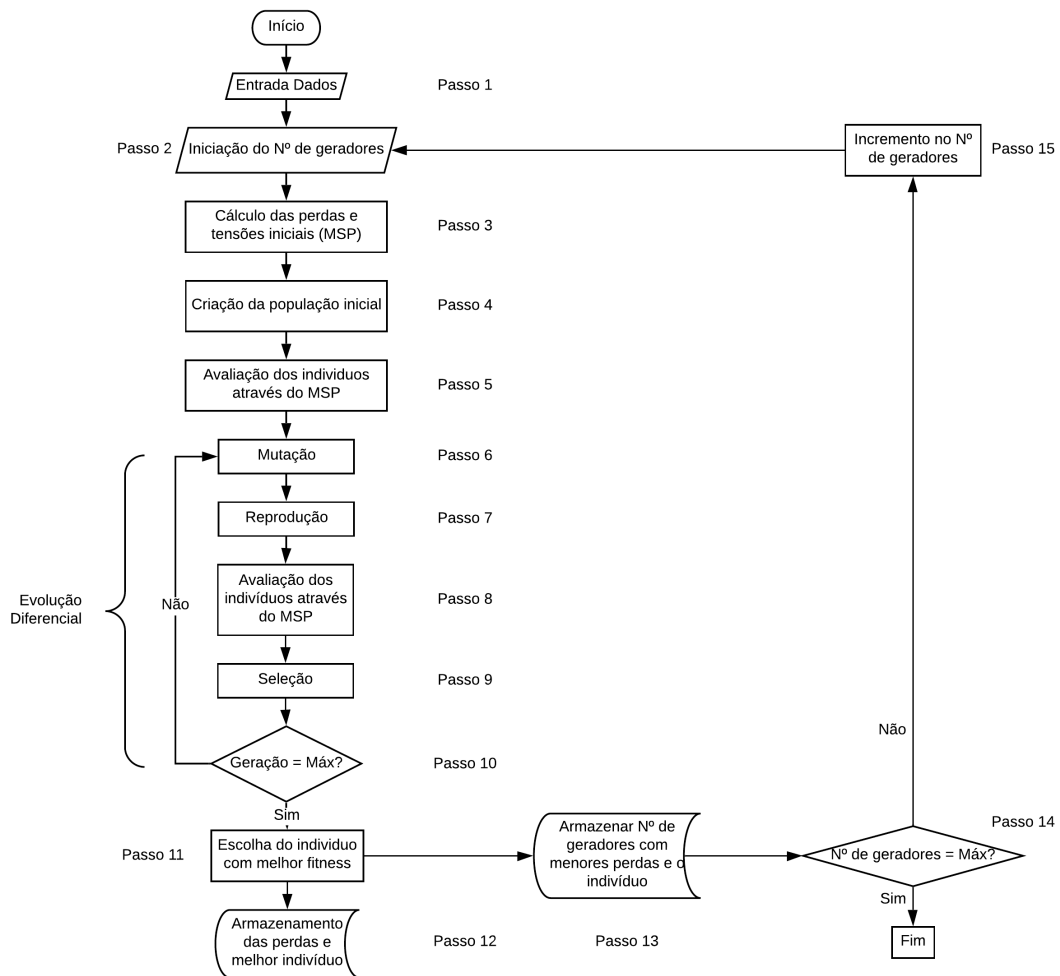 Início
Entrada Dados
Passo 1
Passo 2
Iniciação do Nº de geradores
Incremento no Nº
de geradores
Passo 15
Cálculo das perdas e
tensões iniciais (MSP)
Passo 3
Criação da população inicial
Passo 4
Avaliação dos individuos
através do MSP
Passo 5
Mutação
Passo 6
Reprodução
Passo 7
Evolução
Diferencial
Não
Avaliação dos
indivíduos através
do MSP
Passo 8
Seleção
Passo 9
Geração = Máx?
Passo 10
Não
Sim
Passo 11
Escolha do individuo
com melhor fitness
Armazenar Nº de
geradores com
menores perdas e o
indivíduo
Passo 14
Nº de geradores = Máx?
Sim
Fim
Armazenamento
das perdas e
melhor indivíduo
Passo 12
Passo 13